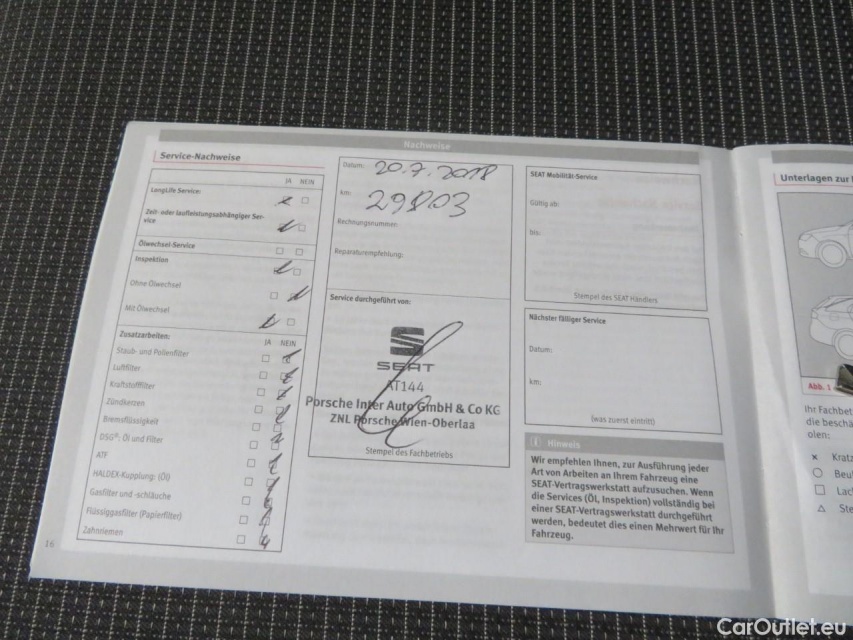 Nachweise
Service-Nachweise
JA NEIN
LongLife Service:
Zeit- oder laufleistungsabhängiger Ser-
vice
Ölwechsel-Service
Inspektion
Ohne Ölwechsel
Mit Ölwechsel
Zusatzarbeiten:
JA NEIN
Staub- und Pollenfilter
Luftfilter
Kraftstofffilter
Zündkerzen
Bremsflüssigkeit
DSG®: Öl und Filter
ATF
HALDEX-Kupplung: (Öl)
Gasfilter und -schläuche
Flüssiggasfilter (Papierfilter)
Zahnriemen
16
Datum: 20.7.2018
km: 29803
Rechnungsnummer:
Reparaturempfehlung:
Service durchgeführt von:
SEAT
AT144
Porsche Inter Auto GmbH & Co KG
ZNL Porsche Wien-Oberlaa
Stempel des Fachbetriebs
SEAT Mobilität-Service
Gültig ab:
bis:
Stempel des SEAT Händlers
Nächster fälliger Service
Datum:
km:
(was zuerst eintritt)
Hinweis
Wir empfehlen Ihnen, zur Ausführung jeder
Art von Arbeiten an Ihrem Fahrzeug eine
SEAT-Vertragswerkstatt aufzusuchen. Wenn
die Services (Öl, Inspektion) vollständig bei
einer SEAT-Vertragswerkstatt durchgeführt
werden, bedeutet dies einen Mehrwert für Ihr
Fahrzeug.
Unterlagen zur
Abb. 1
Ihr Fachbet
die beschä
olen:
Kratz
Beu
Lac
Ste
CarOutlet.eu